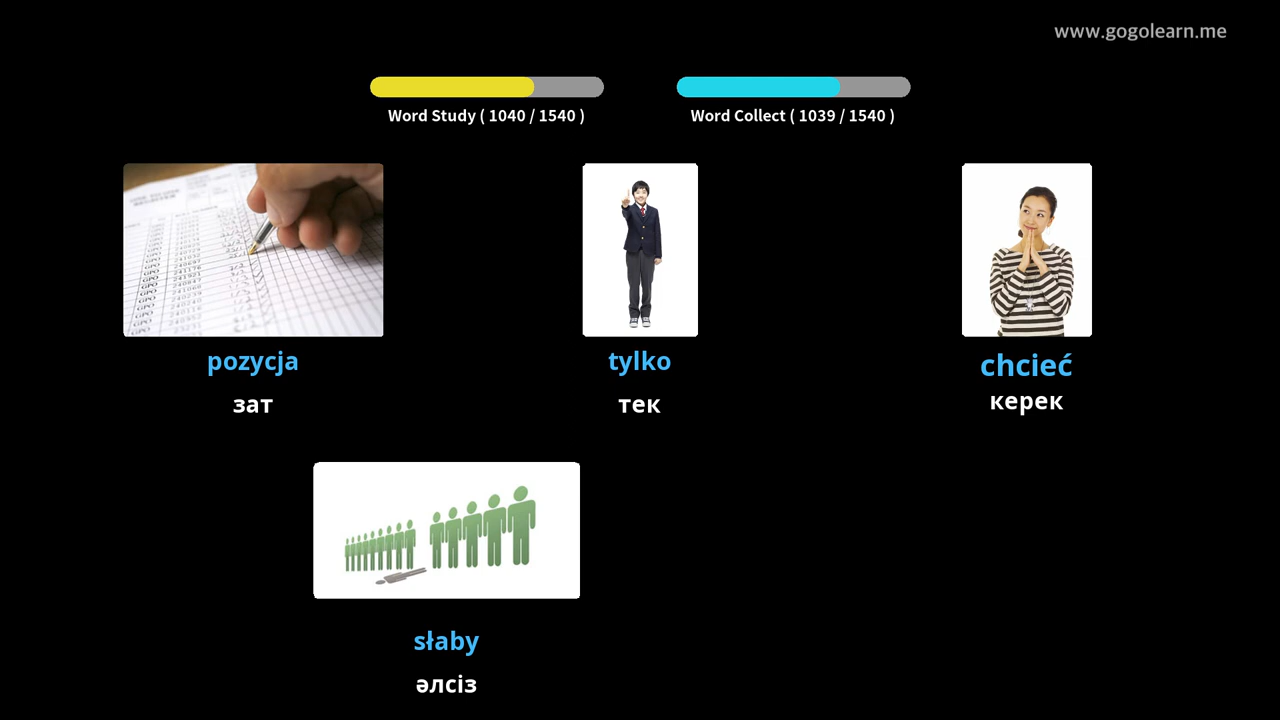 www.gogolearn.me
Word Study ( 1040 / 1540 )
Word Collect ( 1039 / 1540 )
pozycja
зат
tylko
тек
chcieć
керек
słaby
әлсіз